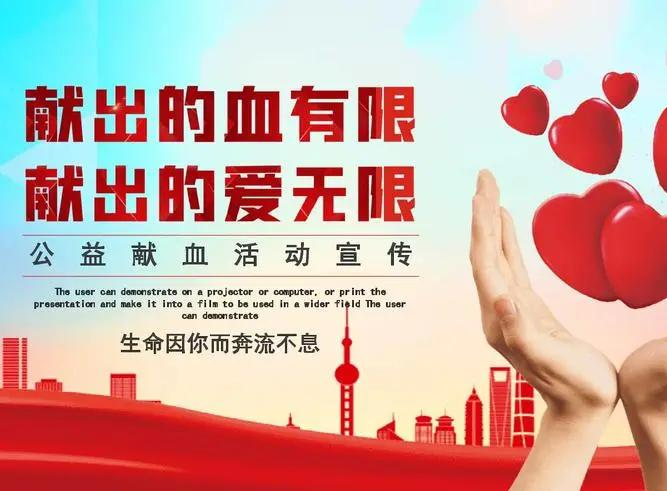 献出的血有限
献出的爱无限
公益献血活动宣传
The user can demonstrate on a projector or computer, or print the
presentation and make it into a film to be used in a wider field The user
can demonstrate
生命因你而奔流不息